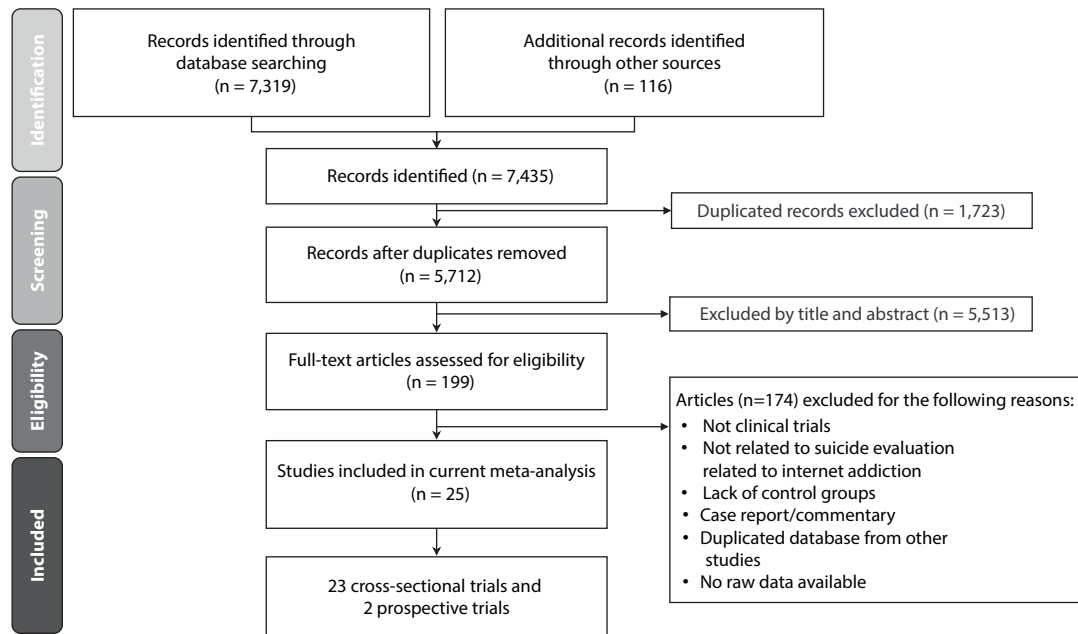 Identification
Records identified through
database searching
(n = 7,319)
Additional records identified
through other sources
(n = 116)
Records identified (n = 7,435)
Screening
Duplicated records excluded (n = 1,723)
Records after duplicates removed
(n = 5,712)
Excluded by title and abstract (n = 5,513)
Eligibility
Full-text articles assessed for eligibility
(n = 199)
Articles (n=174) excluded for the following reasons:
• Not clinical trials
• Not related to suicide evaluation
related to internet addiction
• Lack of control groups
• Case report/commentary
• Duplicated database from other
studies
• No raw data available
Included
Studies included in current meta-analysis
(n = 25)
23 cross-sectional trials and
2 prospective trials